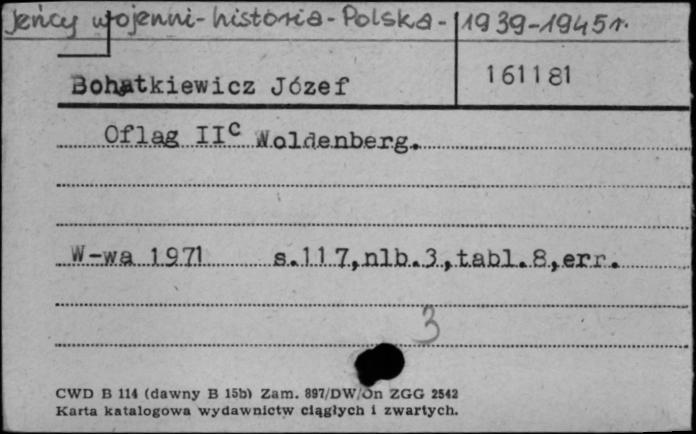 Jeńcy wojenni - historia - Polska - 1939-1945 r.
Bohatkiewicz Józef
161181
Oflag IIc Woldenberg.
W-wa 1971 s.117,nlb.3,tabl.8,err.
3
CWD B 114 (dawny B 15b) Zam. 897/DW/On ZGG 2542
Karta katalogowa wydawnictw ciągłych i zwartych.